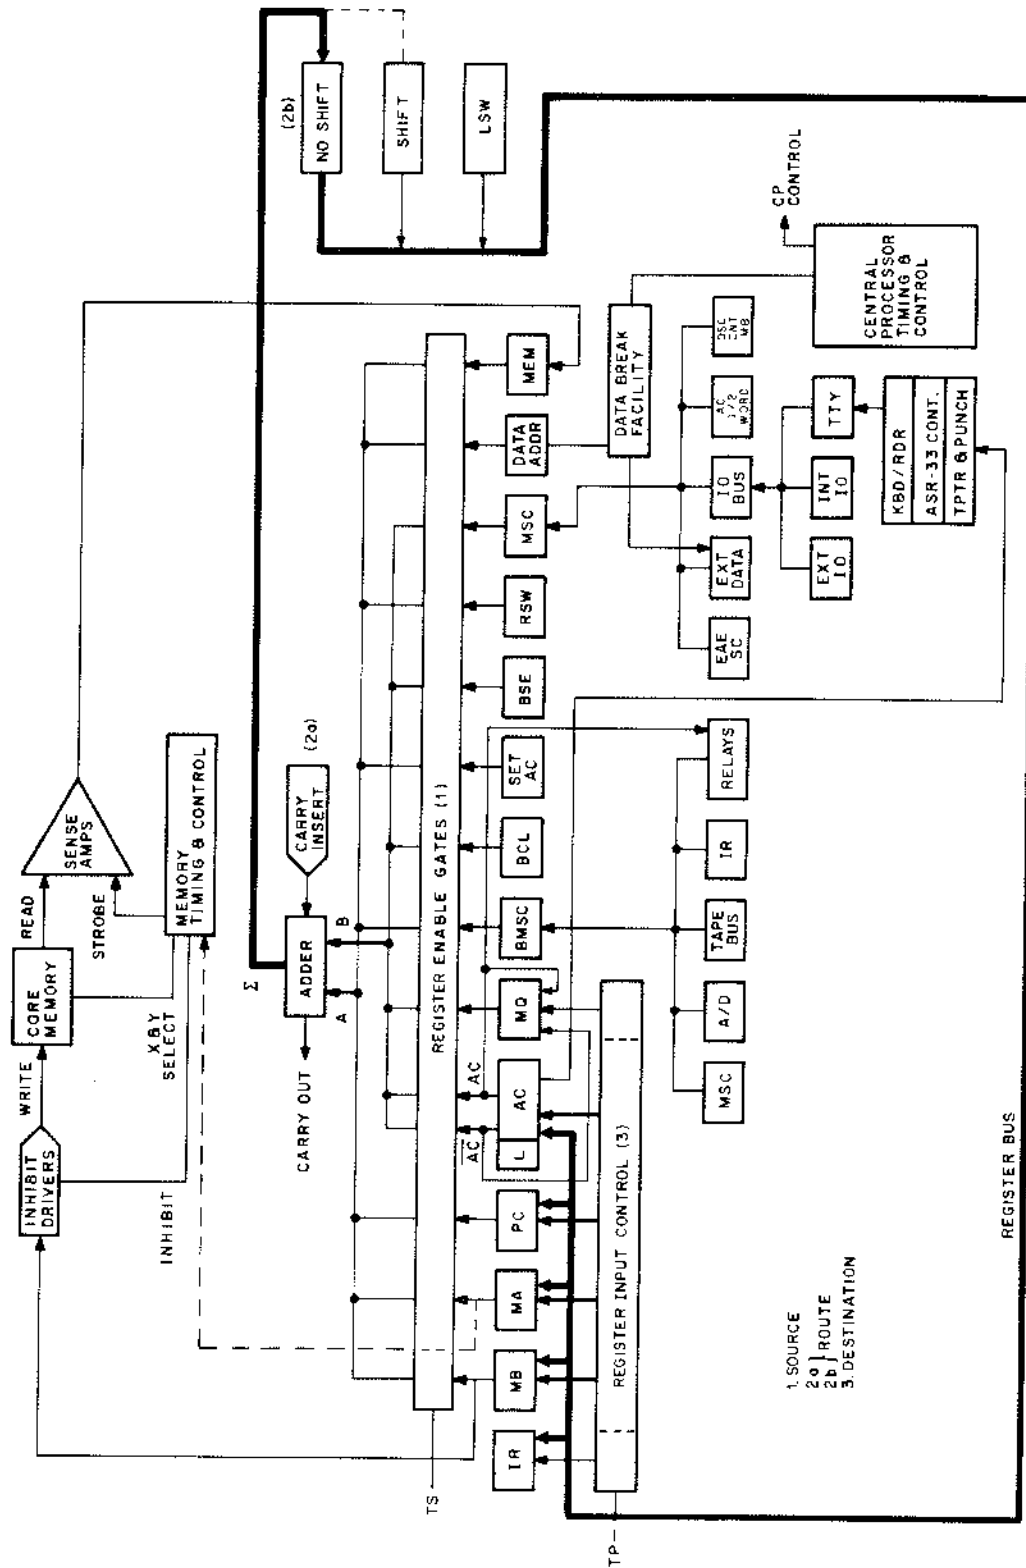 INHIBIT
DRIVERS
WRITE
CORE
MEMORY
READ
SENSE
AMPS
STROBE
X & Y
SELECT
INHIBIT
MEMORY
TIMING & CONTROL
Σ
ADDER
CARRY OUT
A
B
CARRY
INSERT
(2a)
NO SHIFT
(2b)
SHIFT
LSW
TS
REGISTER ENABLE GATES (1)
AC
AC
IR
MB
MA
PC
L
AC
MQ
BMSC
BCL
SET
AC
BSE
RSW
MSC
DATA
ADDR
MEM
TP
REGISTER INPUT CONTROL (3)
DATA BREAK
FACILITY
CP
CONTROL
MSC
A/D
TAPE
BUS
IR
RELAYS
EAE
SC
EXT
DATA
IO
BUS
AC
1/2
WORD
MB
CENTRAL
PROCESSOR
TIMING &
CONTROL
EXT
IO
INT
IO
TTY
KBD/RDR
ASR-33 CONT.
TPTR & PUNCH
1. SOURCE
2a } ROUTE
2b
3. DESTINATION
REGISTER BUS